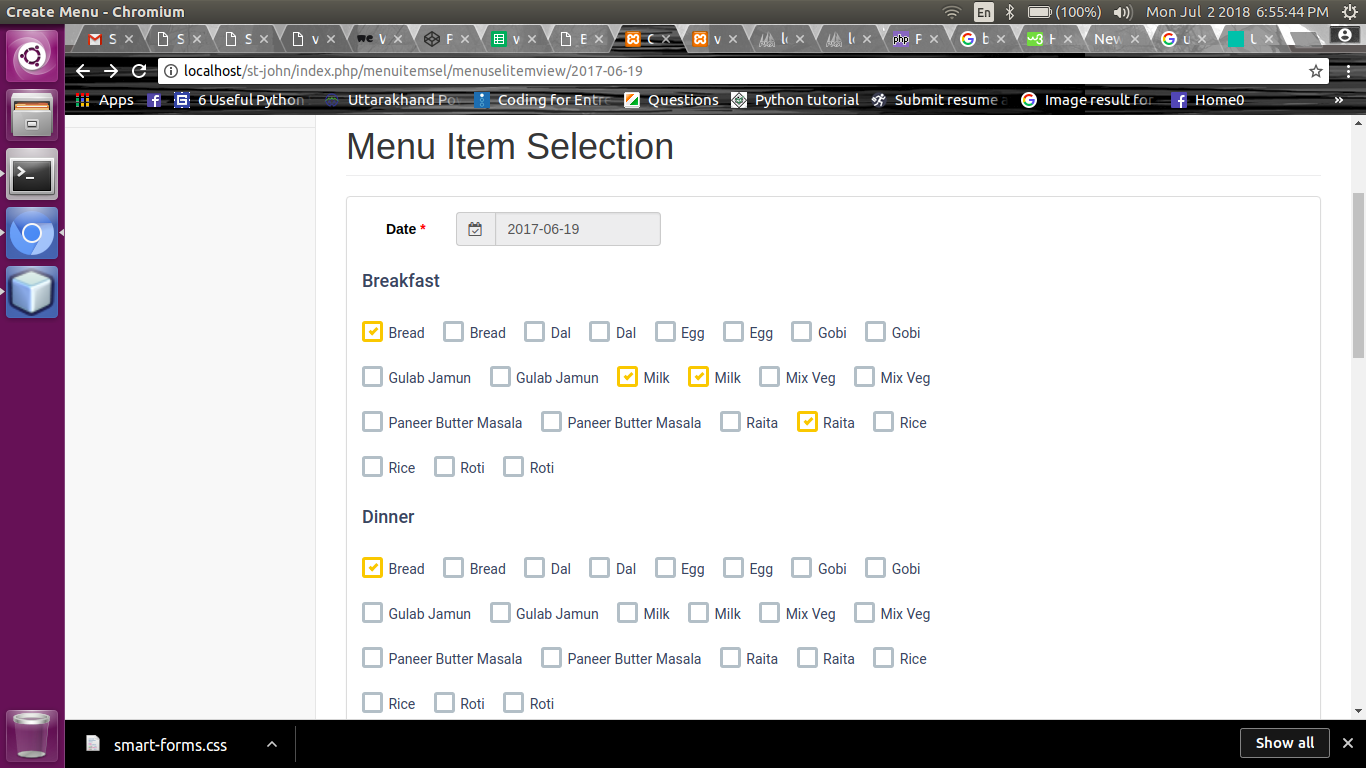 Create Menu - Chromium En (100%) Mon Jul 2 2018 6:55:44 PM
S S S v W F v E C v l l php F b H New u U
localhost/st-john/index.php/menuitemsel/menuselitemview/2017-06-19
Apps 6 Useful Python Uttarakhand Po Coding for Entre Questions Python tutorial Submit resume a Image result for Home0 »
Menu Item Selection
Date * 2017-06-19
Breakfast
Bread Bread Dal Dal Egg Egg Gobi Gobi
Gulab Jamun Gulab Jamun Milk Milk Mix Veg Mix Veg
Paneer Butter Masala Paneer Butter Masala Raita Raita Rice
Rice Roti Roti
Dinner
Bread Bread Dal Dal Egg Egg Gobi Gobi
Gulab Jamun Gulab Jamun Milk Milk Mix Veg Mix Veg
Paneer Butter Masala Paneer Butter Masala Raita Raita Rice
Rice Roti Roti
smart-forms.css Show all